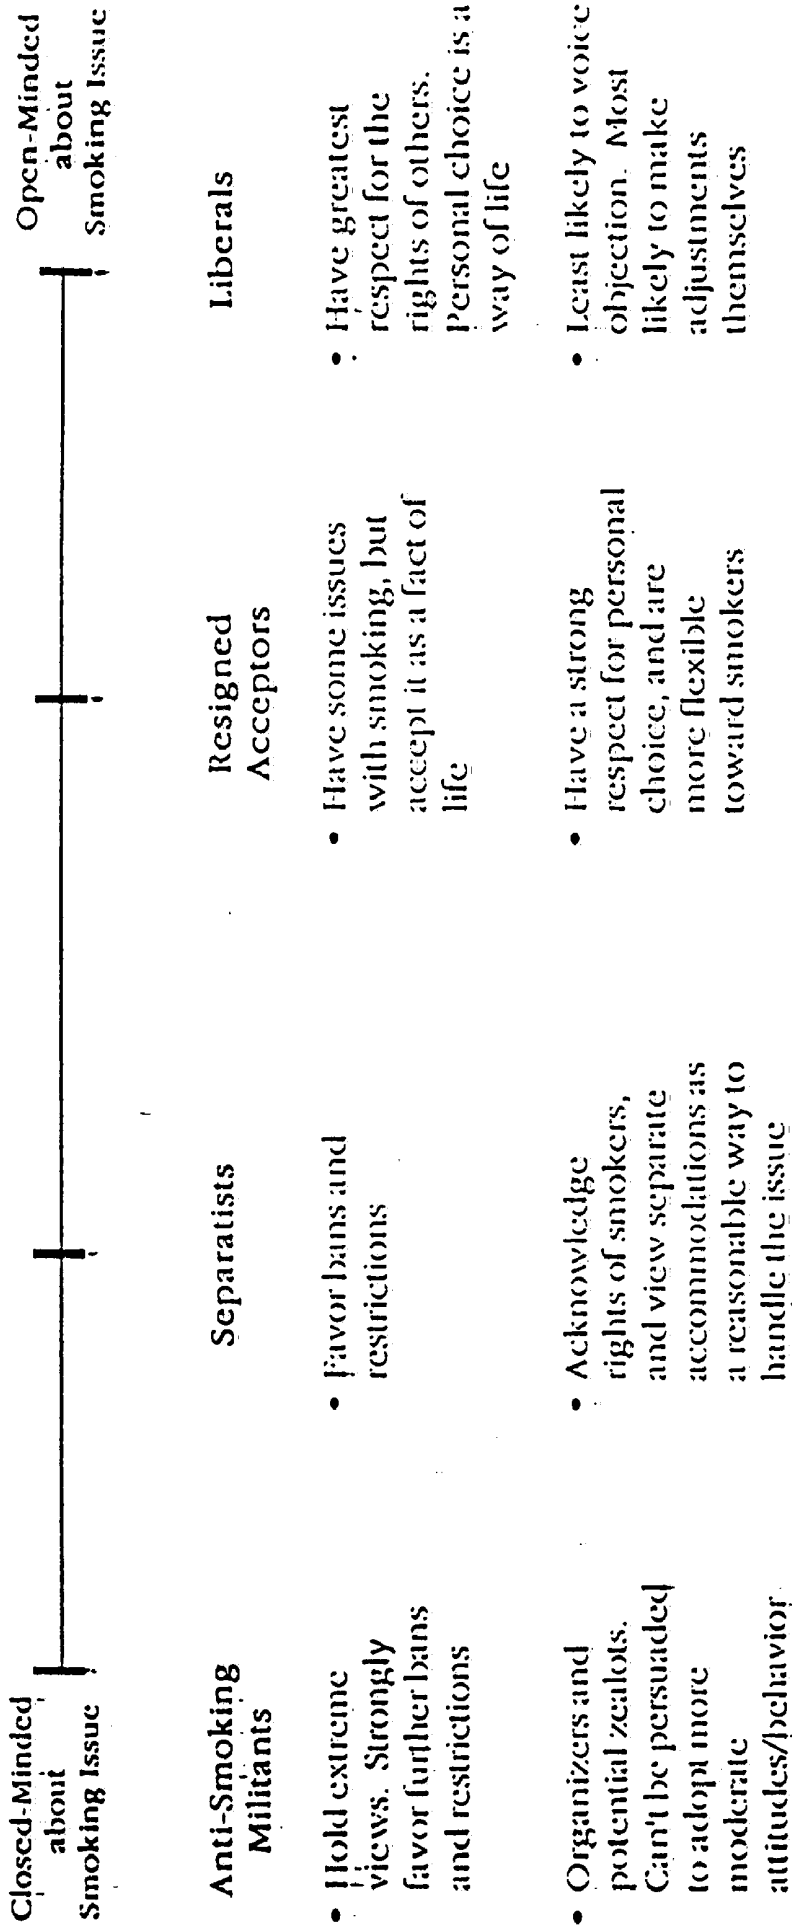 Closed-Minded
about
Smoking Issue
Open-Minded
about
Smoking Issue
Anti-Smoking
Militants
• Hold extreme
views. Strongly
favor further bans
and restrictions
• Organizers and
potential zealots.
Can't be persuaded
to adopt more
moderate
attitudes/behavior
Separatists
• Favor bans and
restrictions
• Acknowledge
rights of smokers,
and view separate
accommodations as
a reasonable way to
handle the issue
Resigned
Acceptors
• Have some issues
with smoking, but
accept it as a fact of
life
• Have a strong
respect for personal
choice, and are
more flexible
toward smokers
Liberals
• Have greatest
respect for the
rights of others.
Personal choice is a
way of life
• Least likely to voice
objection. Most
likely to make
adjustments
themselves